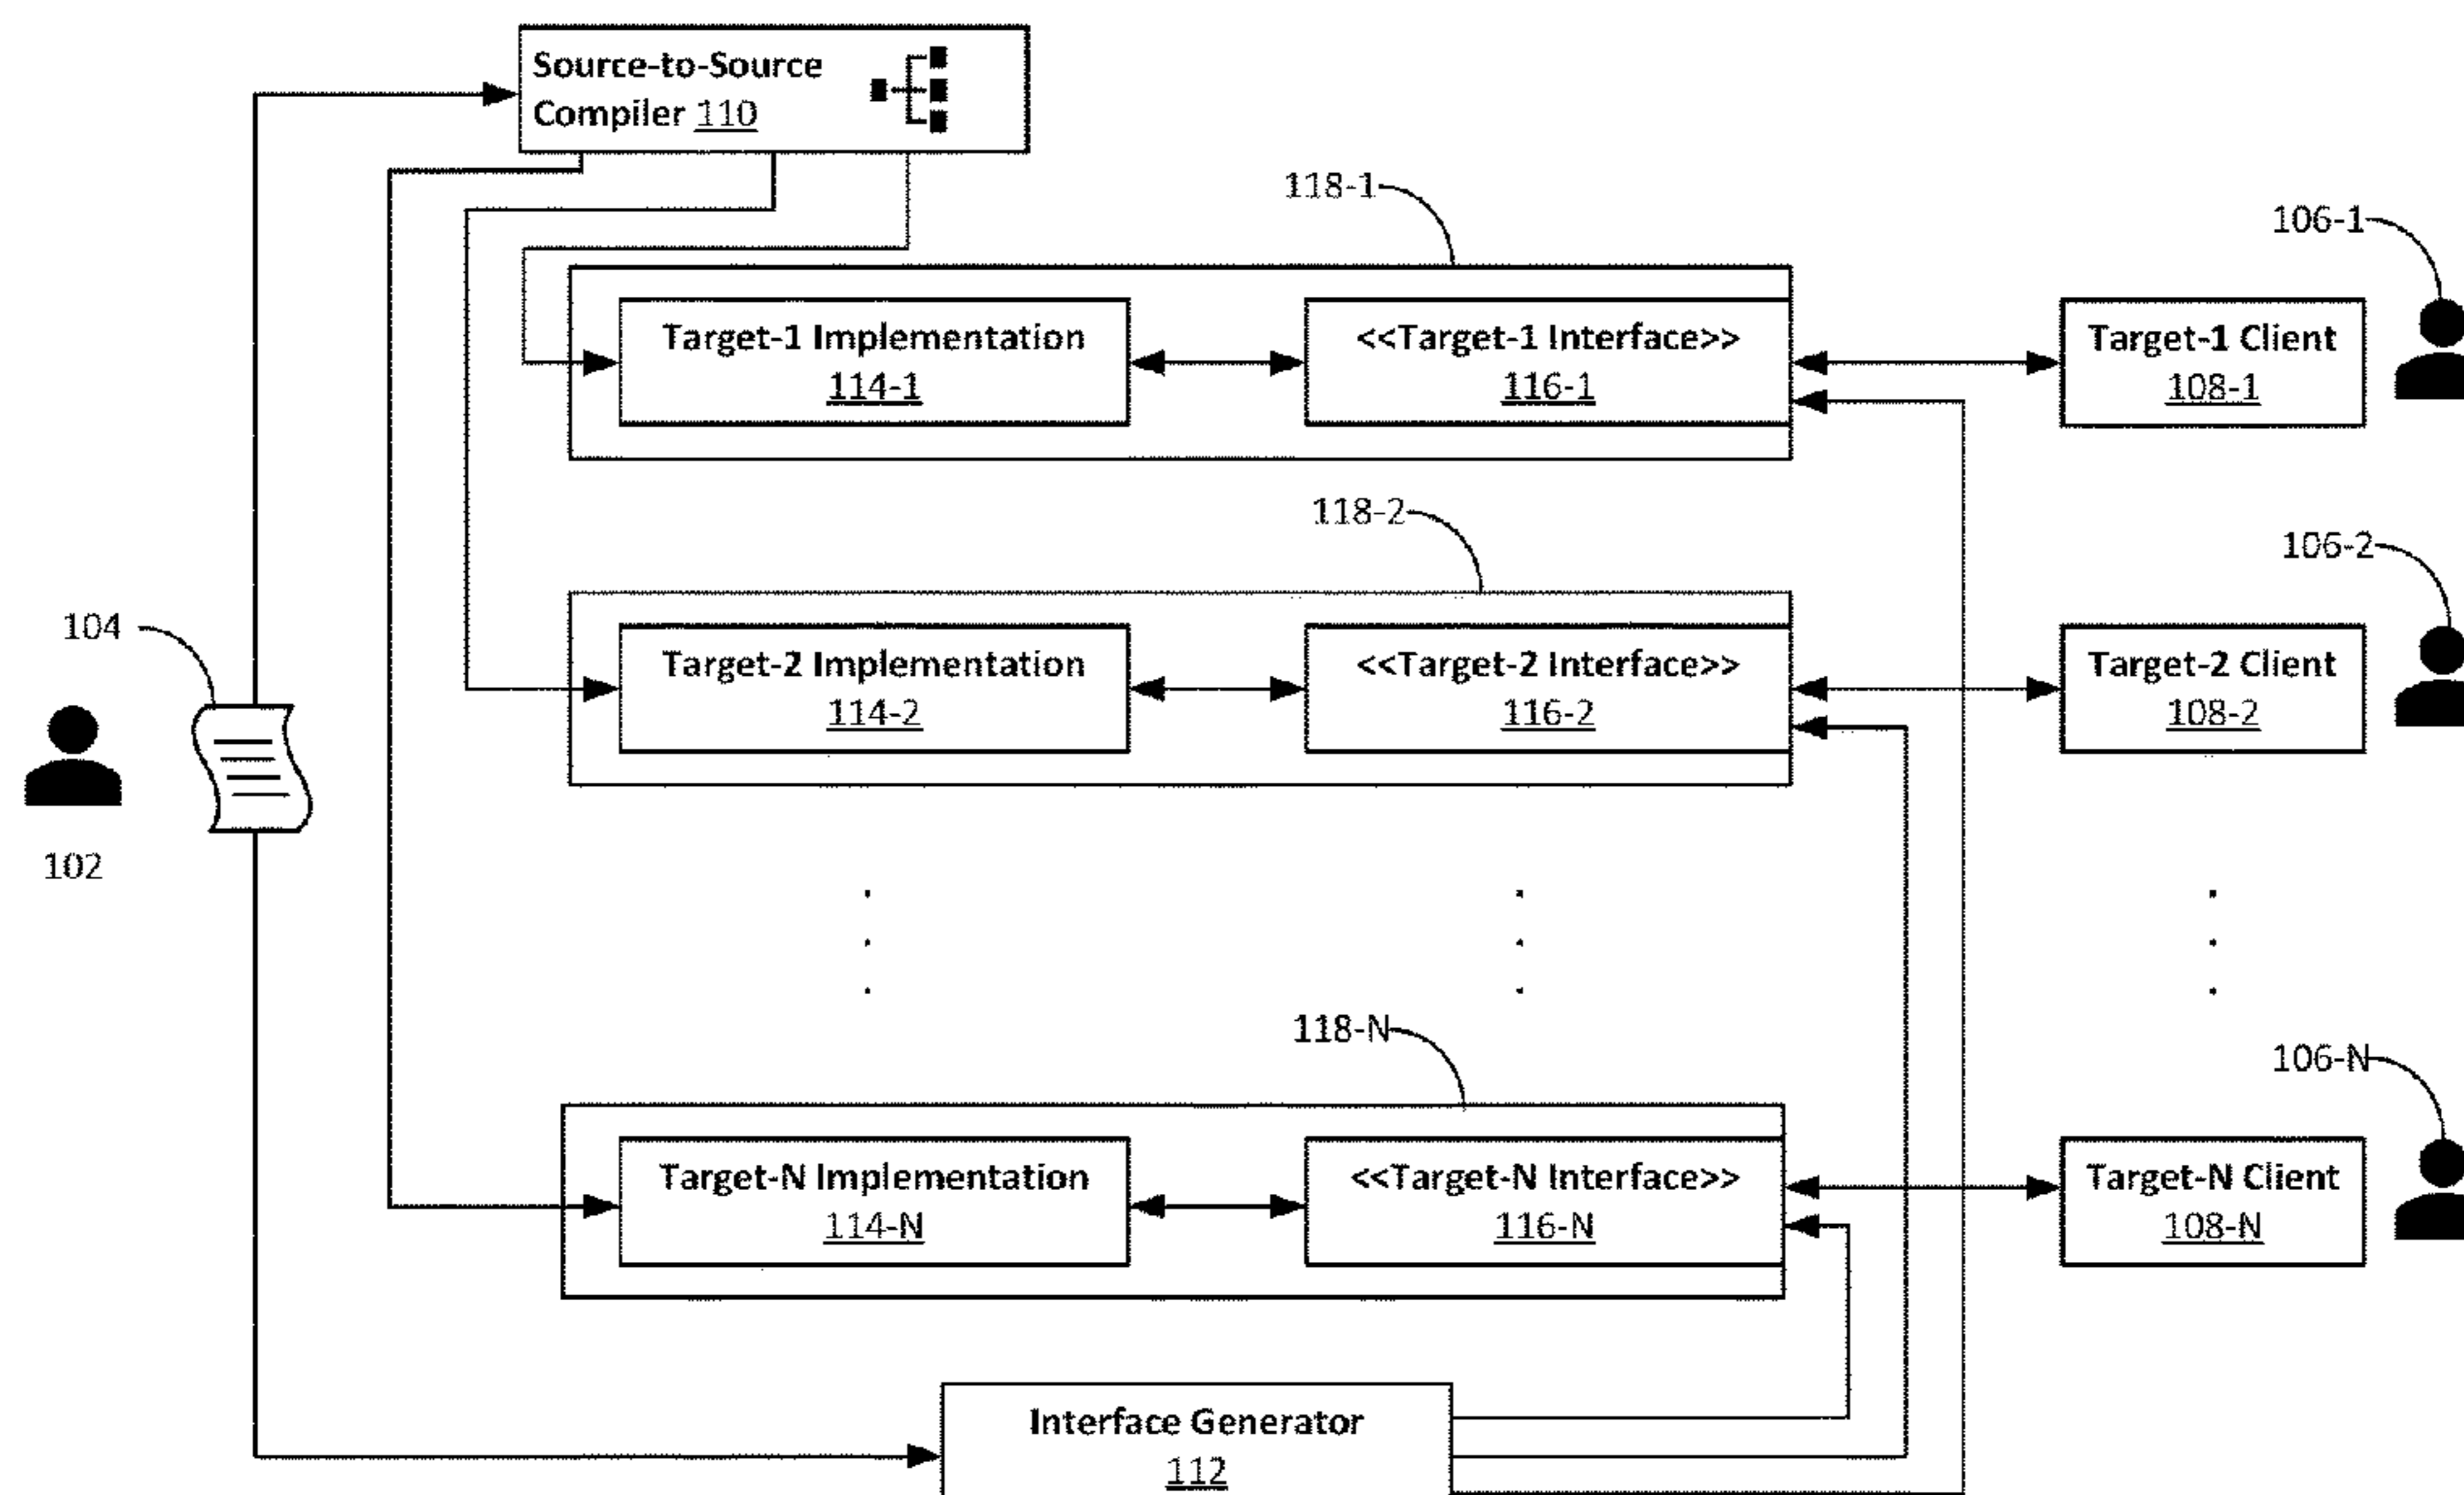 Source-to-Source
Compiler 110
118-1
106-1
Target-1 Implementation
114-1
<<Target-1 Interface>>
116-1
Target-1 Client
108-1
118-2
106-2
104
Target-2 Implementation
114-2
<<Target-2 Interface>>
116-2
Target-2 Client
108-2
102
118-N
106-N
Target-N Implementation
114-N
<<Target-N Interface>>
116-N
Target-N Client
108-N
Interface Generator
112